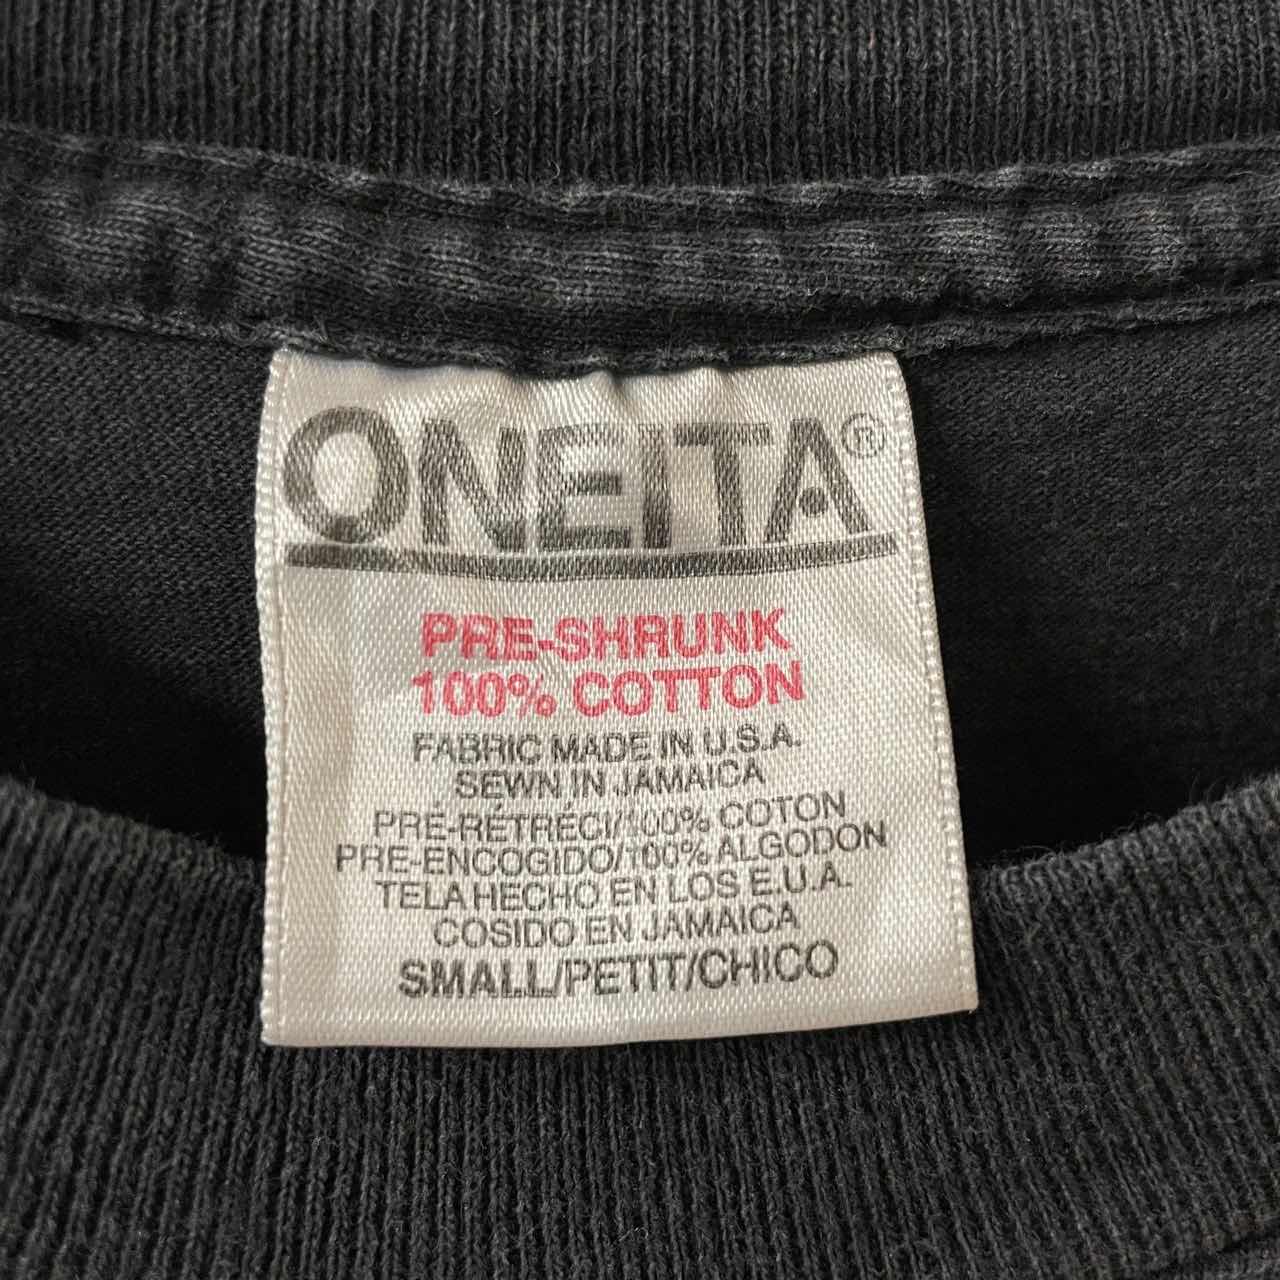 ONEITA®
PRE-SHRUNK
100% COTTON
FABRIC MADE IN U.S.A.
SEWN IN JAMAICA
PRÉ-RÉTRÉCI/100% COTON
PRE-ENCOGIDO/100% ALGODON
TELA HECHO EN LOS E.U.A.
COSIDO EN JAMAICA
SMALL/PETIT/CHICO